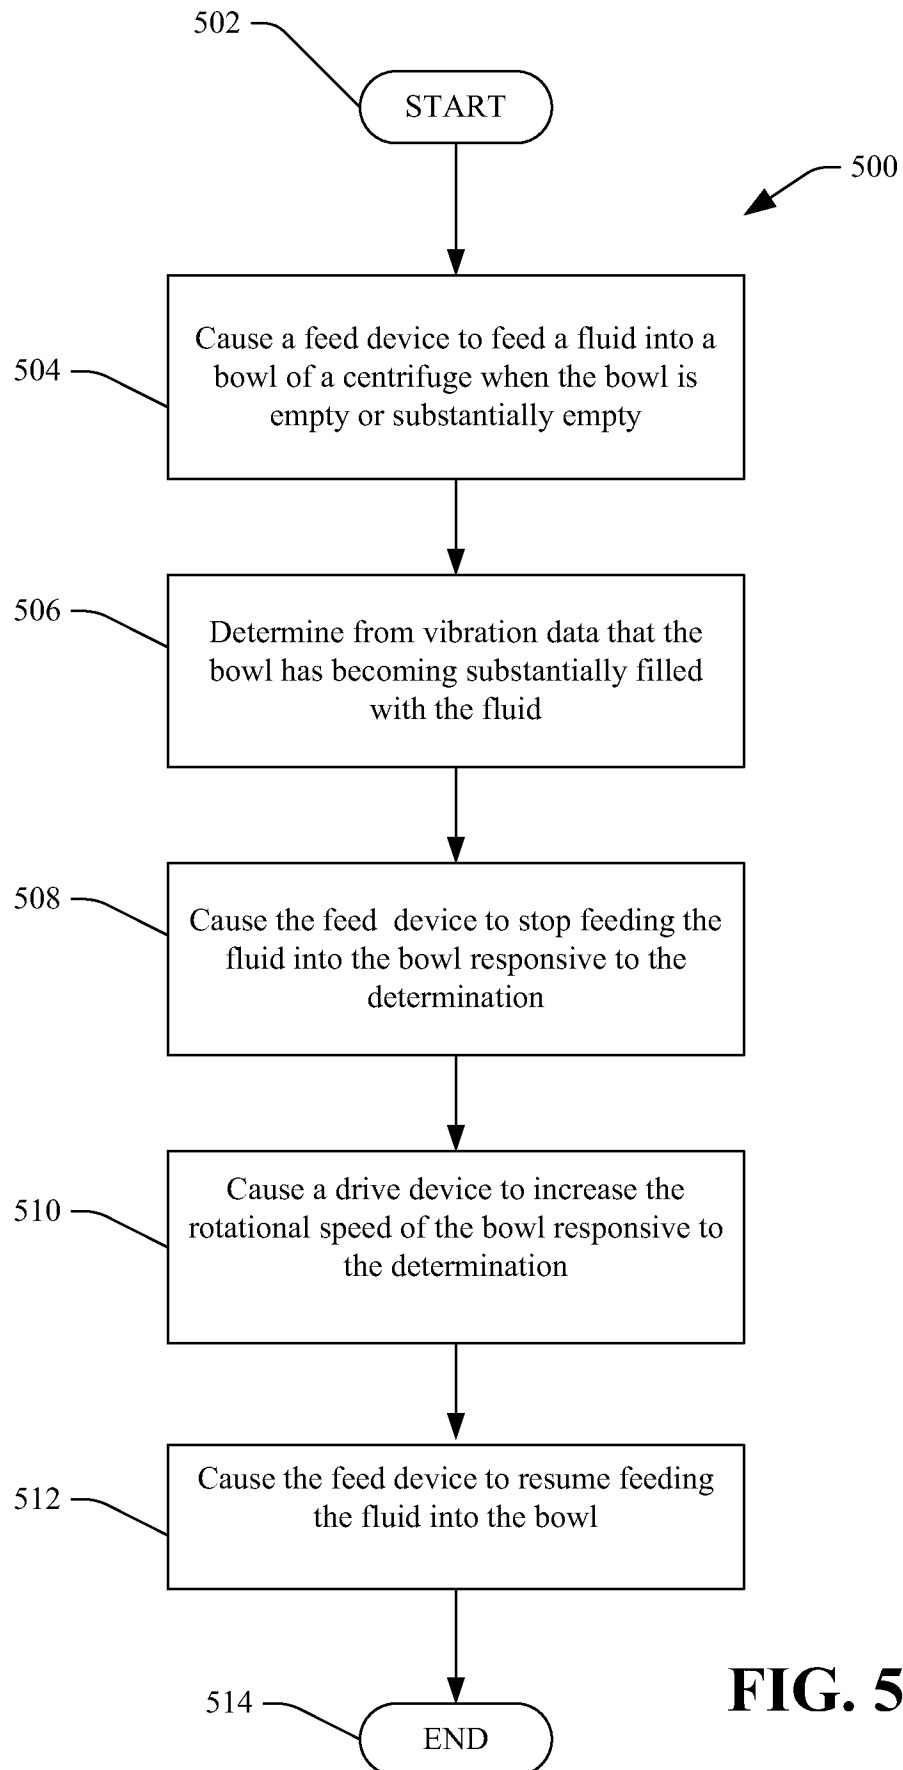 502
START
500
504
Cause a feed device to feed a fluid into a
bowl of a centrifuge when the bowl is
empty or substantially empty
506
Determine from vibration data that the
bowl has becoming substantially filled
with the fluid
508
Cause the feed device to stop feeding the
fluid into the bowl responsive to the
determination
510
Cause a drive device to increase the
rotational speed of the bowl responsive to
the determination
512
Cause the feed device to resume feeding
the fluid into the bowl
514
END
FIG. 5